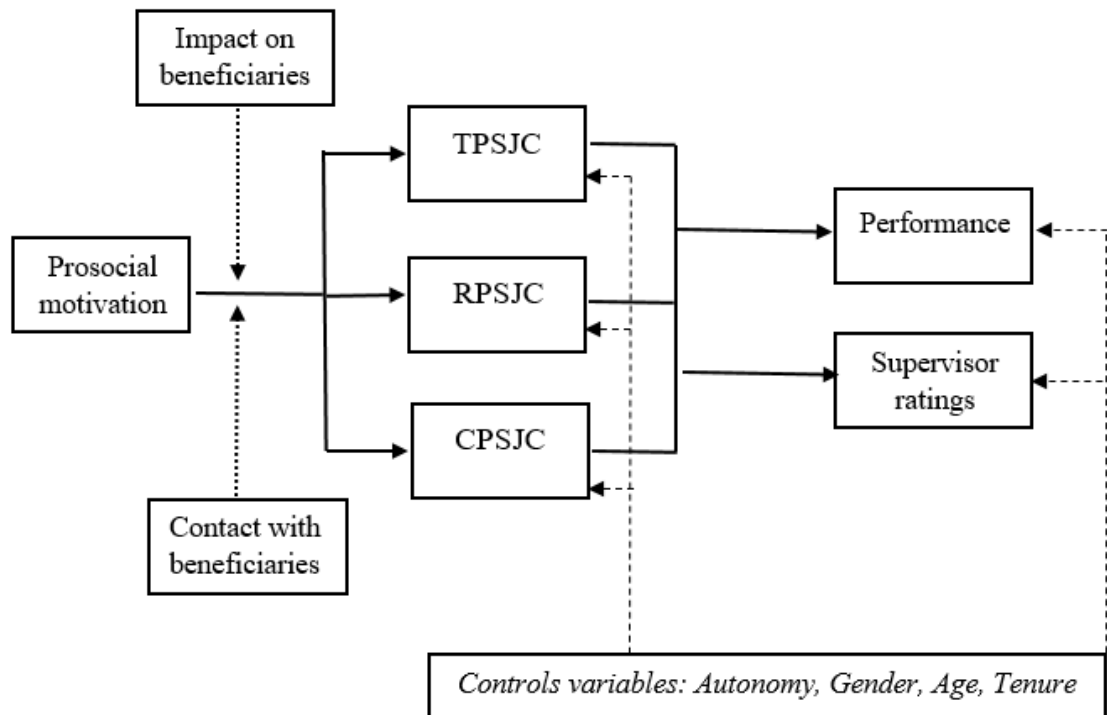 Impact on
beneficiaries
TPSJC
Performance
Prosocial
motivation
RPSJC
Supervisor
ratings
CPSJC
Contact with
beneficiaries
Controls variables: Autonomy, Gender, Age, Tenure